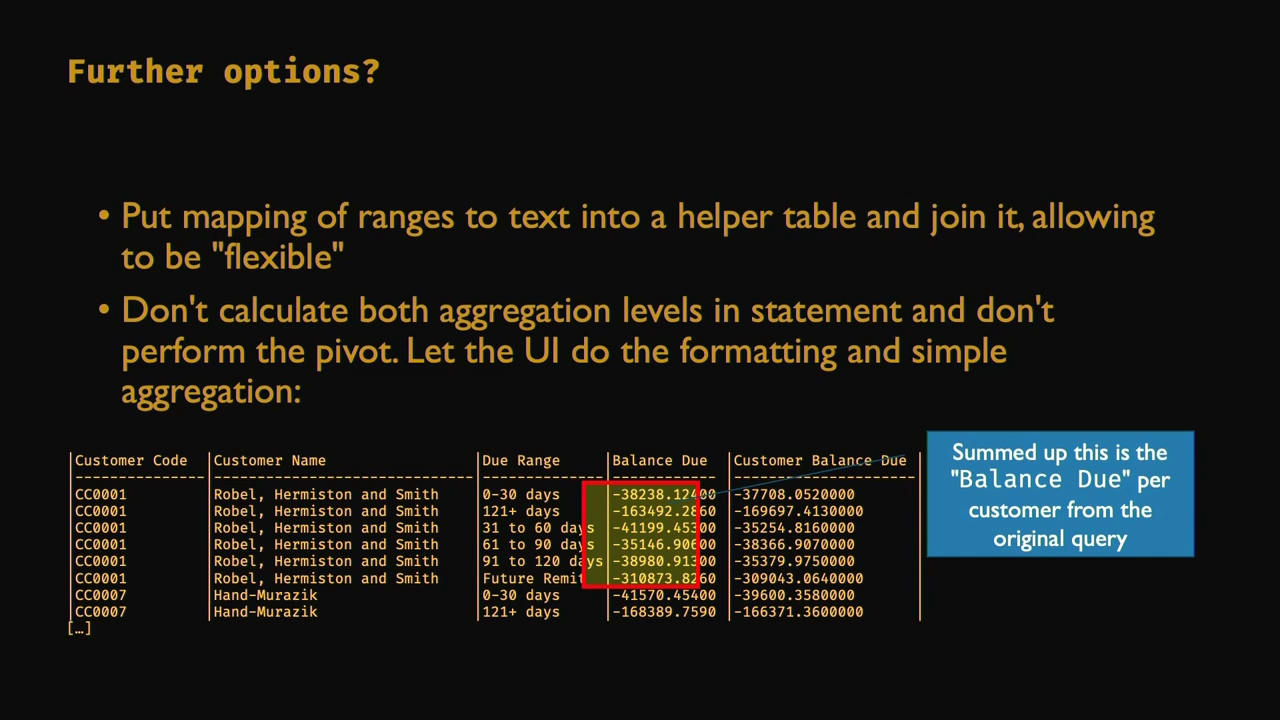 Further options?
• Put mapping of ranges to text into a helper table and join it, allowing
to be "flexible"
• Don't calculate both aggregation levels in statement and don't
perform the pivot. Let the UI do the formatting and simple
aggregation:
|Customer Code |Customer Name |Due Range |Balance Due |Customer Balance Due |
|---------------|-------------------------------|---------------|-------------|---------------------|
|CC0001 |Robel, Hermiston and Smith |0-30 days |-38238.12400 |-37708.0520000 |
|CC0001 |Robel, Hermiston and Smith |121+ days |-163492.2860 |-169697.4130000 |
|CC0001 |Robel, Hermiston and Smith |31 to 60 days |-41199.45300 |-35254.8160000 |
|CC0001 |Robel, Hermiston and Smith |61 to 90 days |-35146.90600 |-38366.9070000 |
|CC0001 |Robel, Hermiston and Smith |91 to 120 days |-38980.91300 |-35379.9750000 |
|CC0001 |Robel, Hermiston and Smith |Future Remit |-310873.8260 |-309043.0640000 |
|CC0007 |Hand-Murazik |0-30 days |-41570.45400 |-39600.3580000 |
|CC0007 |Hand-Murazik |121+ days |-168389.7590 |-166371.3600000 |
[…]
Summed up this is the
"Balance Due" per
customer from the
original query